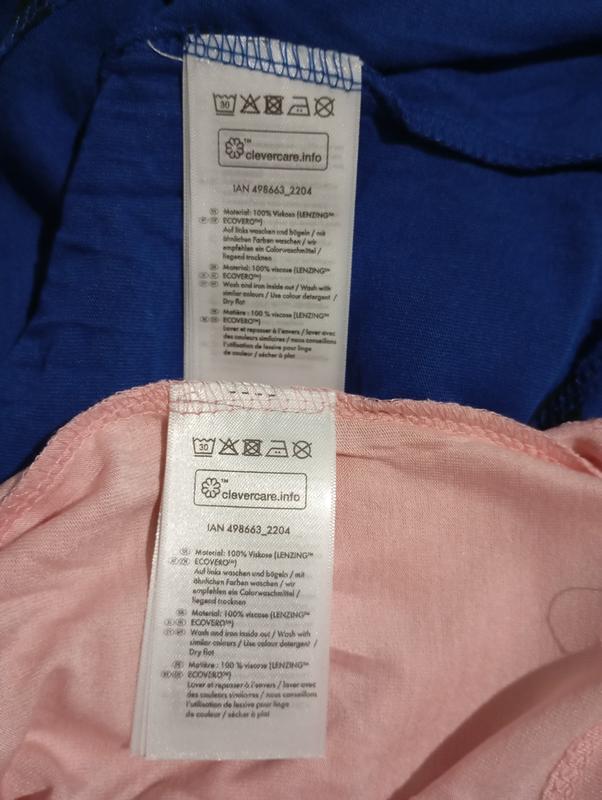 30
clevercare.info™
IAN 498663_2204
Material: 100% Viskose (LENZING™
ECOVERO™)
Auf links waschen und bügeln / mit
ähnlichen Farben waschen / wir
empfehlen ein Colorwaschmittel /
liegend trocknen
Material: 100% viscose (LENZING™
ECOVERO™)
Wash and iron inside out / Wash with
similar colours / Use colour detergent /
Dry flat
Matière : 100 % viscose (LENZING™
ECOVERO™)
Laver et repasser à l'envers / laver avec
des couleurs similaires / nous conseillons
l'utilisation de lessive pour linge
de couleur / sécher à plat
30
clevercare.info™
IAN 498663_2204
Material: 100% Viskose (LENZING™
ECOVERO™)
Auf links waschen und bügeln / mit
ähnlichen Farben waschen / wir
empfehlen ein Colorwaschmittel /
liegend trocknen
Material: 100% viscose (LENZING™
ECOVERO™)
Wash and iron inside out / Wash with
similar colours / Use colour detergent /
Dry flat
Matière : 100 % viscose (LENZING™
ECOVERO™)
Laver et repasser à l'envers / laver avec
des couleurs similaires / nous conseillons
l'utilisation de lessive pour linge
de couleur / sécher à plat